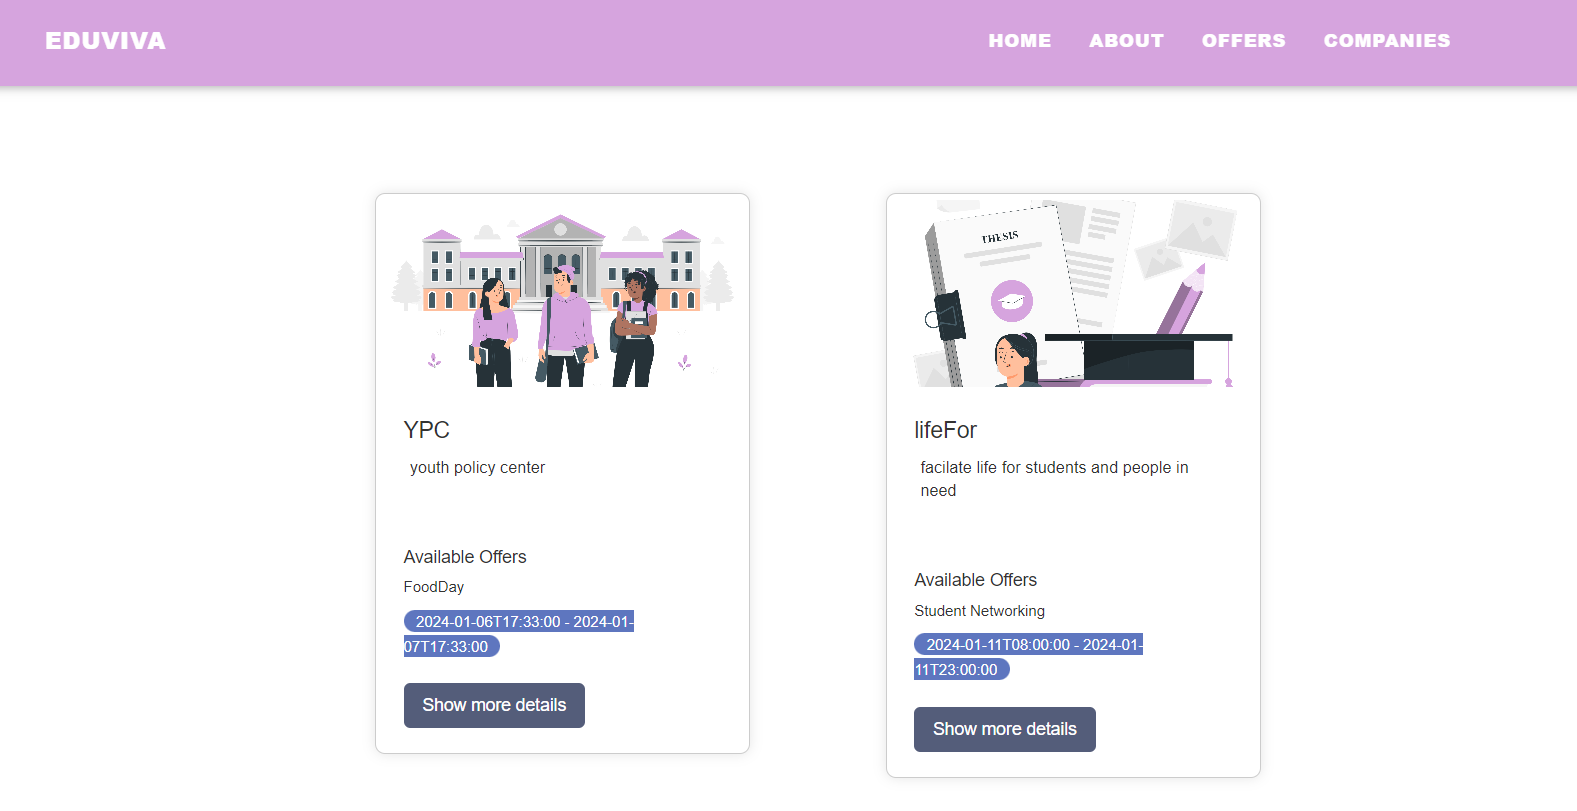 EDUVIVA
HOME ABOUT OFFERS COMPANIES
YPC
youth policy center
Available Offers
FoodDay
2024-01-06T17:33:00 - 2024-01-
07T17:33:00
Show more details
THESIS
lifeFor
facilate life for students and people in
need
Available Offers
Student Networking
2024-01-11T08:00:00 - 2024-01-
11T23:00:00
Show more details